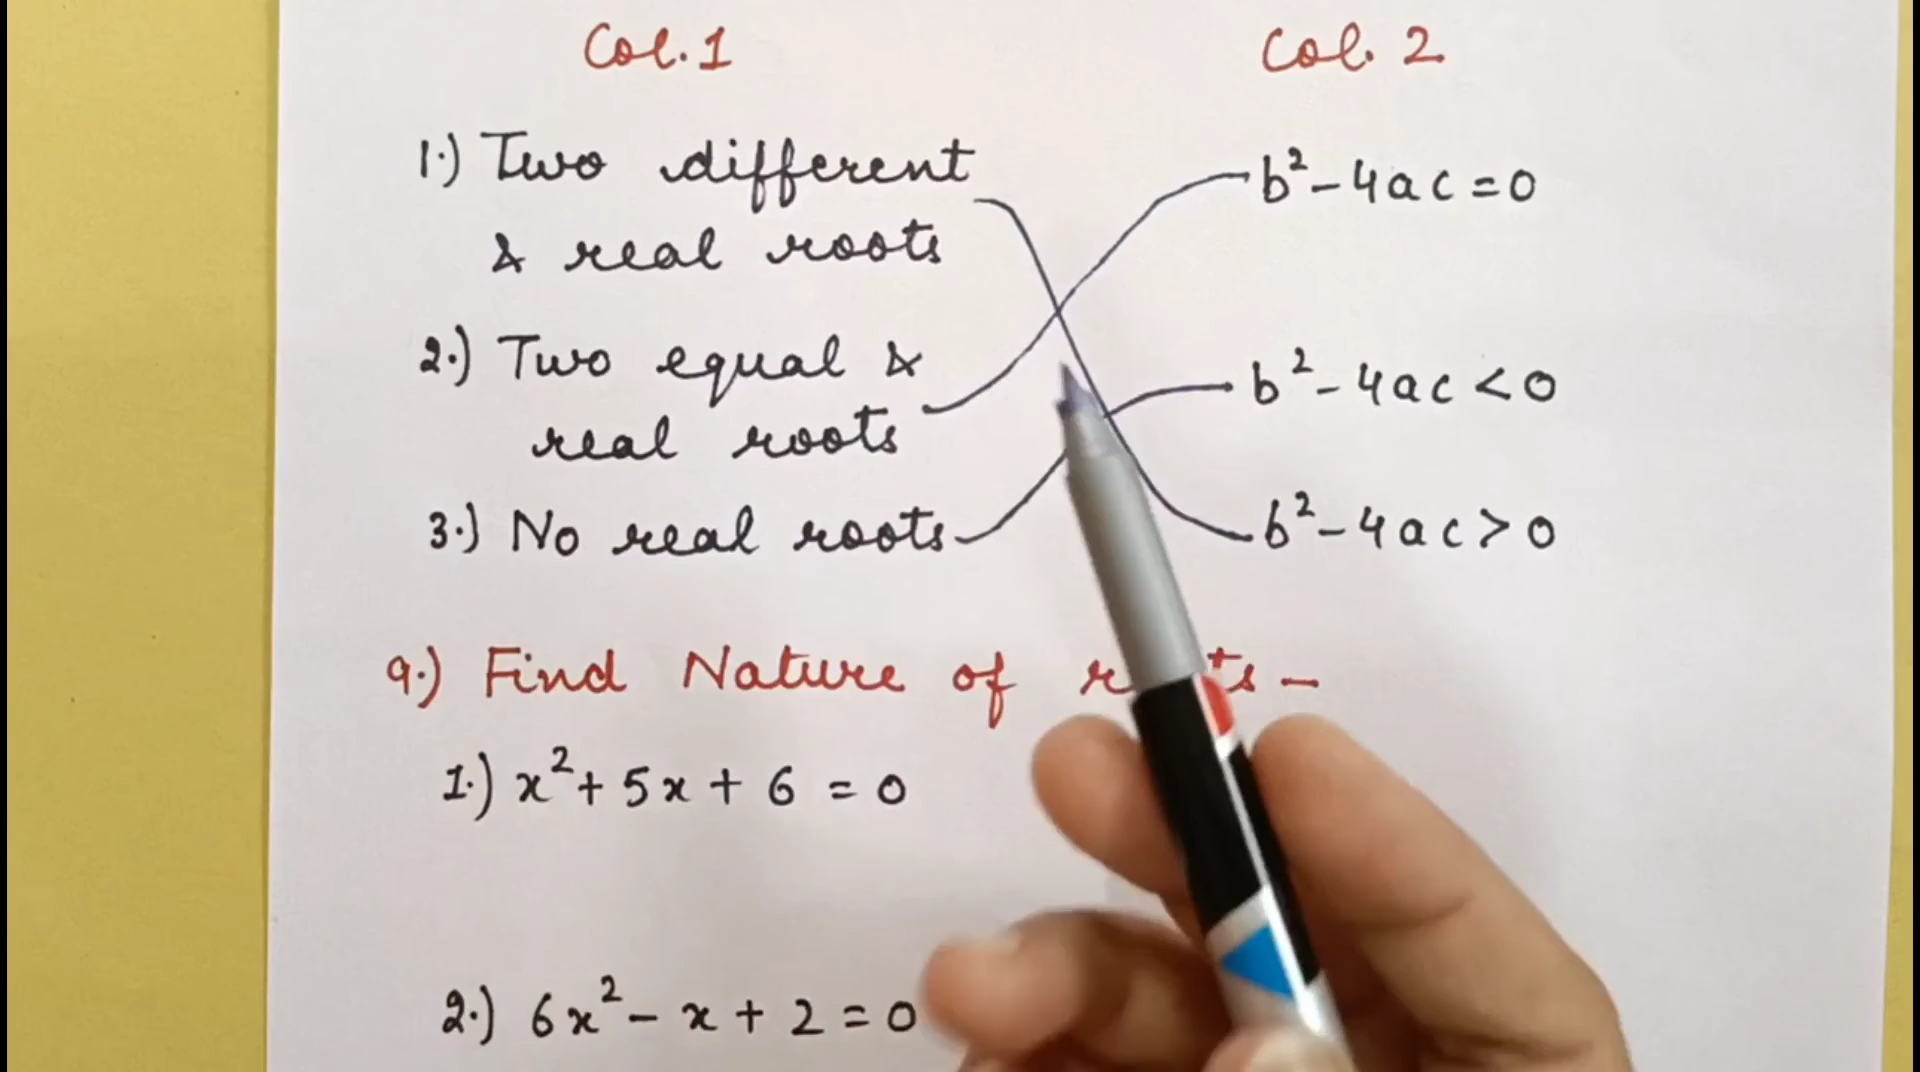 Col.1 Col. 2
1.) Two different b²-4ac=0
& real roots
2.) Two equal & b²-4ac<0
real roots
3.) No real roots b²-4ac>0
9.) Find Nature of -
1.) x²+5x+6=0
2.) 6x²-x+2=0